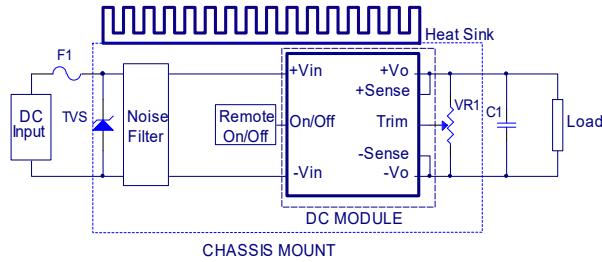 Heat Sink
F1
+Vin
+Vo
+Sense
DC
Input
TVS
Noise
Filter
Remote
On/Off
On/Off
Trim
VR1
C1
Load
-Sense
-Vin
-Vo
DC MODULE
CHASSIS MOUNT